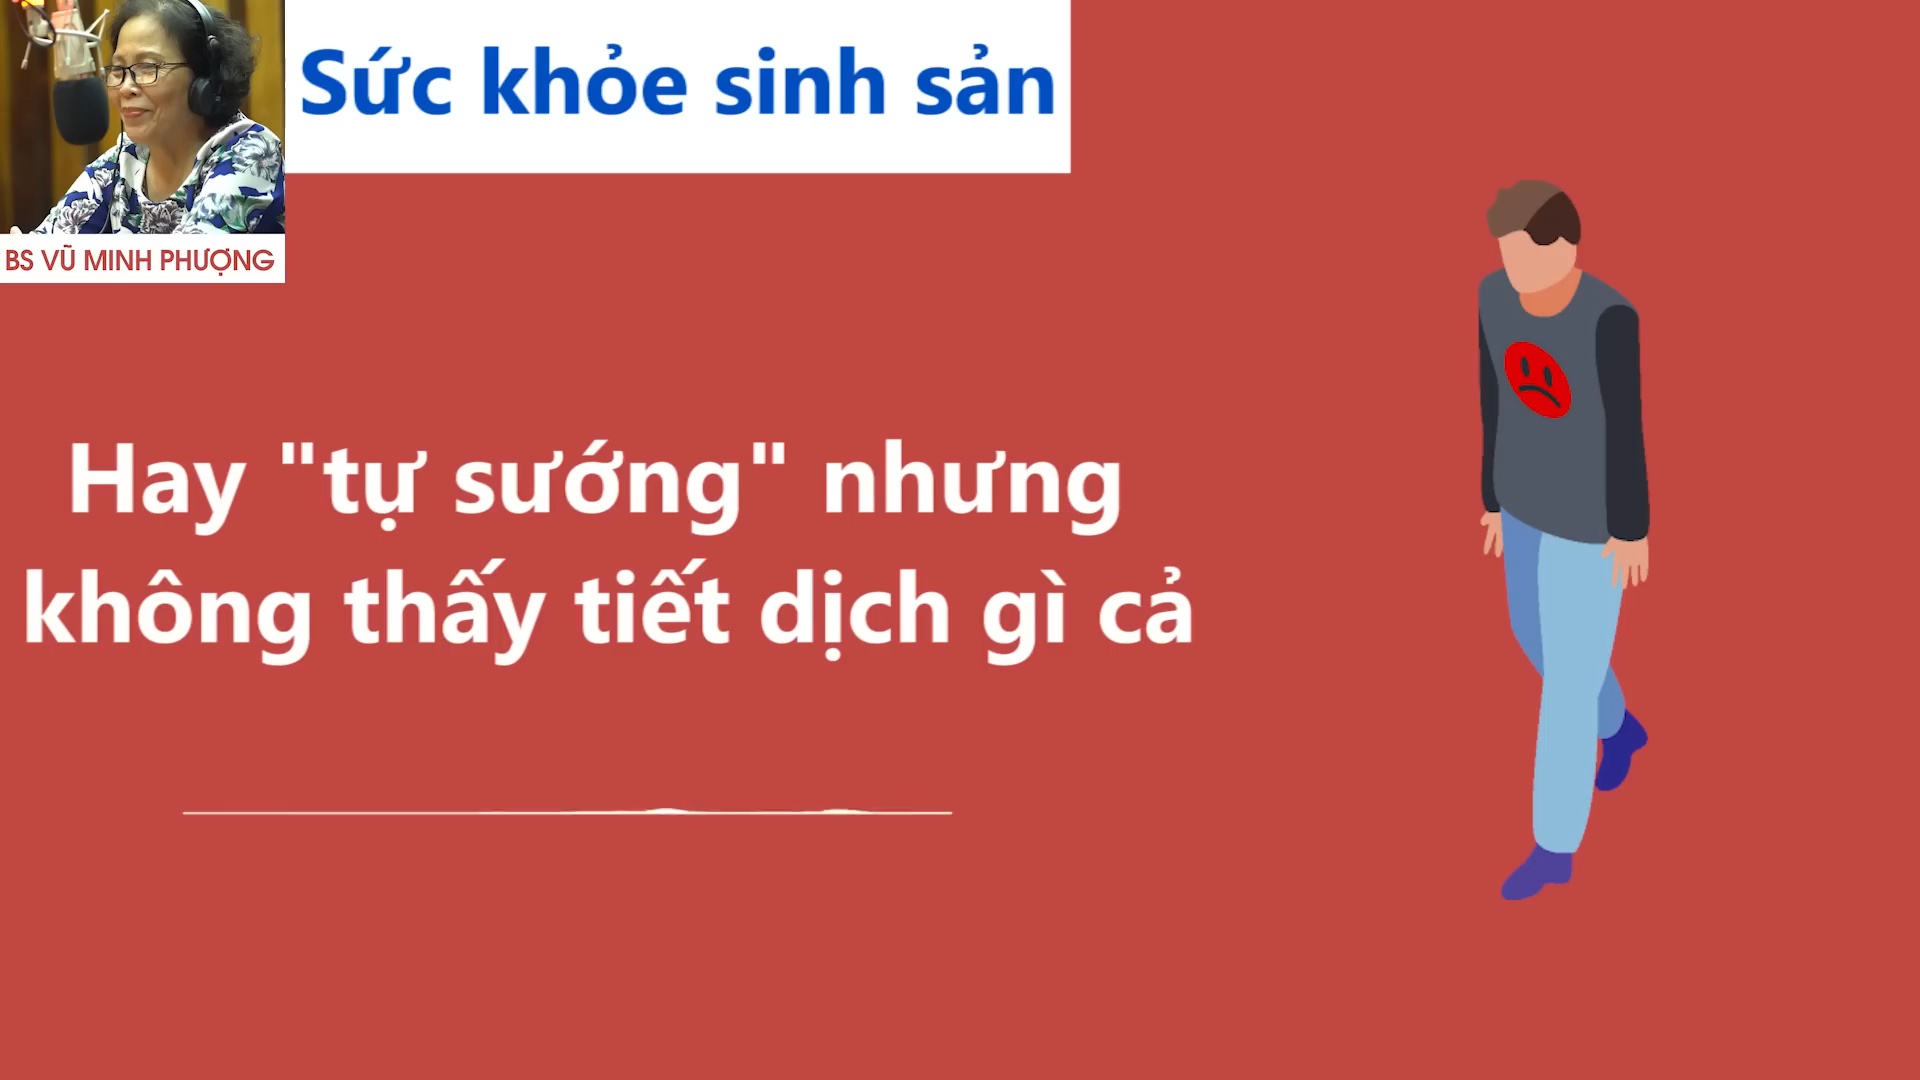 Sức khỏe sinh sản
BS VŨ MINH PHƯỢNG
Hay "tự sướng" nhưng
không thấy tiết dịch gì cả